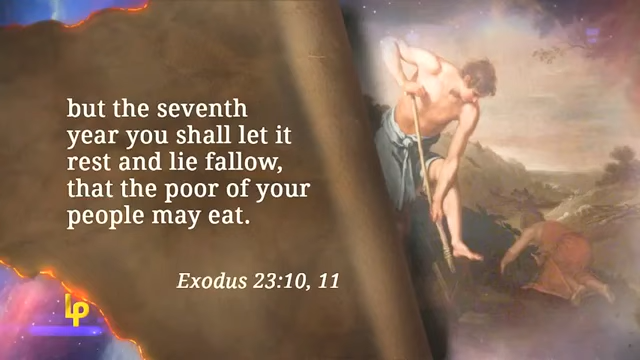 but the seventh
year you shall let it
rest and lie fallow,
that the poor of your
people may eat.
Exodus 23:10, 11
LP